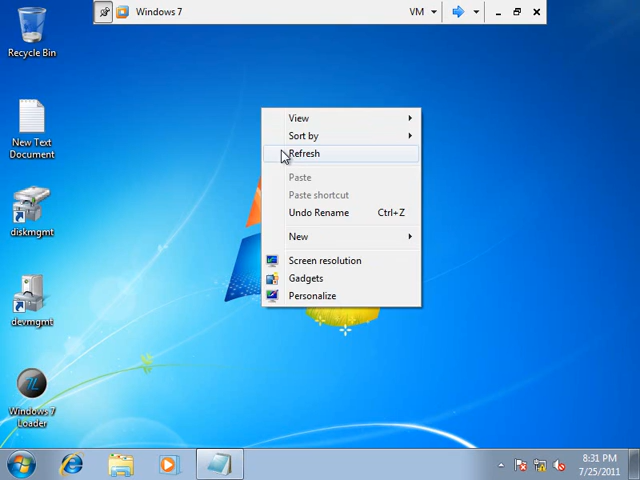 Windows 7
VM
Recycle Bin
New Text
Document
diskmgmt
devmgmt
Windows 7
Loader
View
Sort by
Refresh
Paste
Paste shortcut
Undo Rename Ctrl+Z
New
Screen resolution
Gadgets
Personalize
8:31 PM
7/25/2011